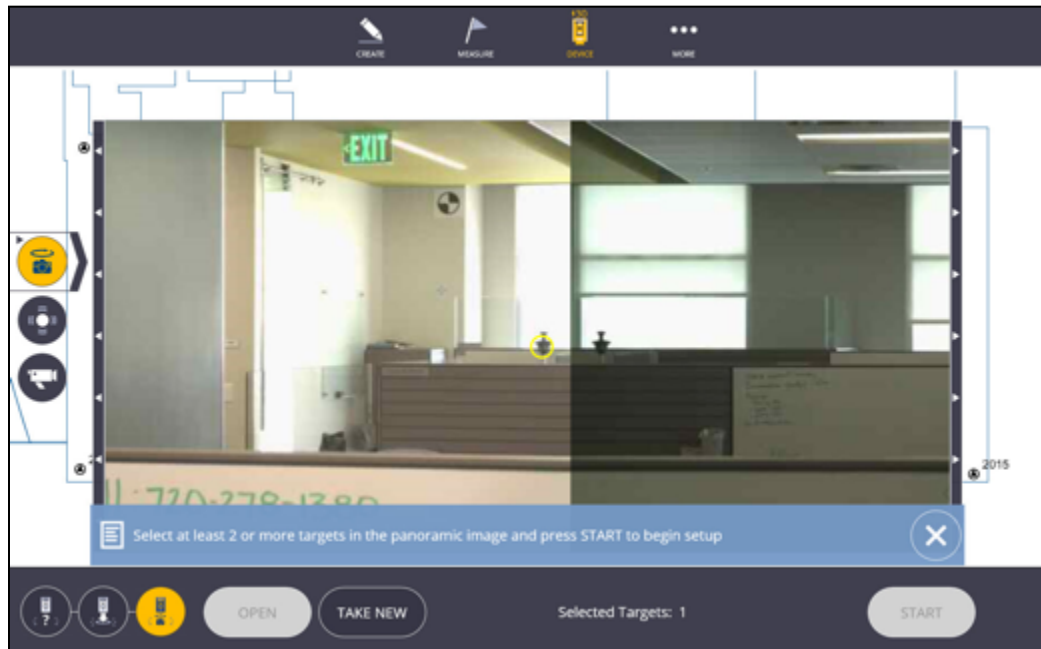 CREATE
MEASURE
DEVICE
MORE
EXIT
2015
Select at least 2 or more targets in the panoramic image and press START to begin setup
?
OPEN
TAKE NEW
Selected Targets: 1
START